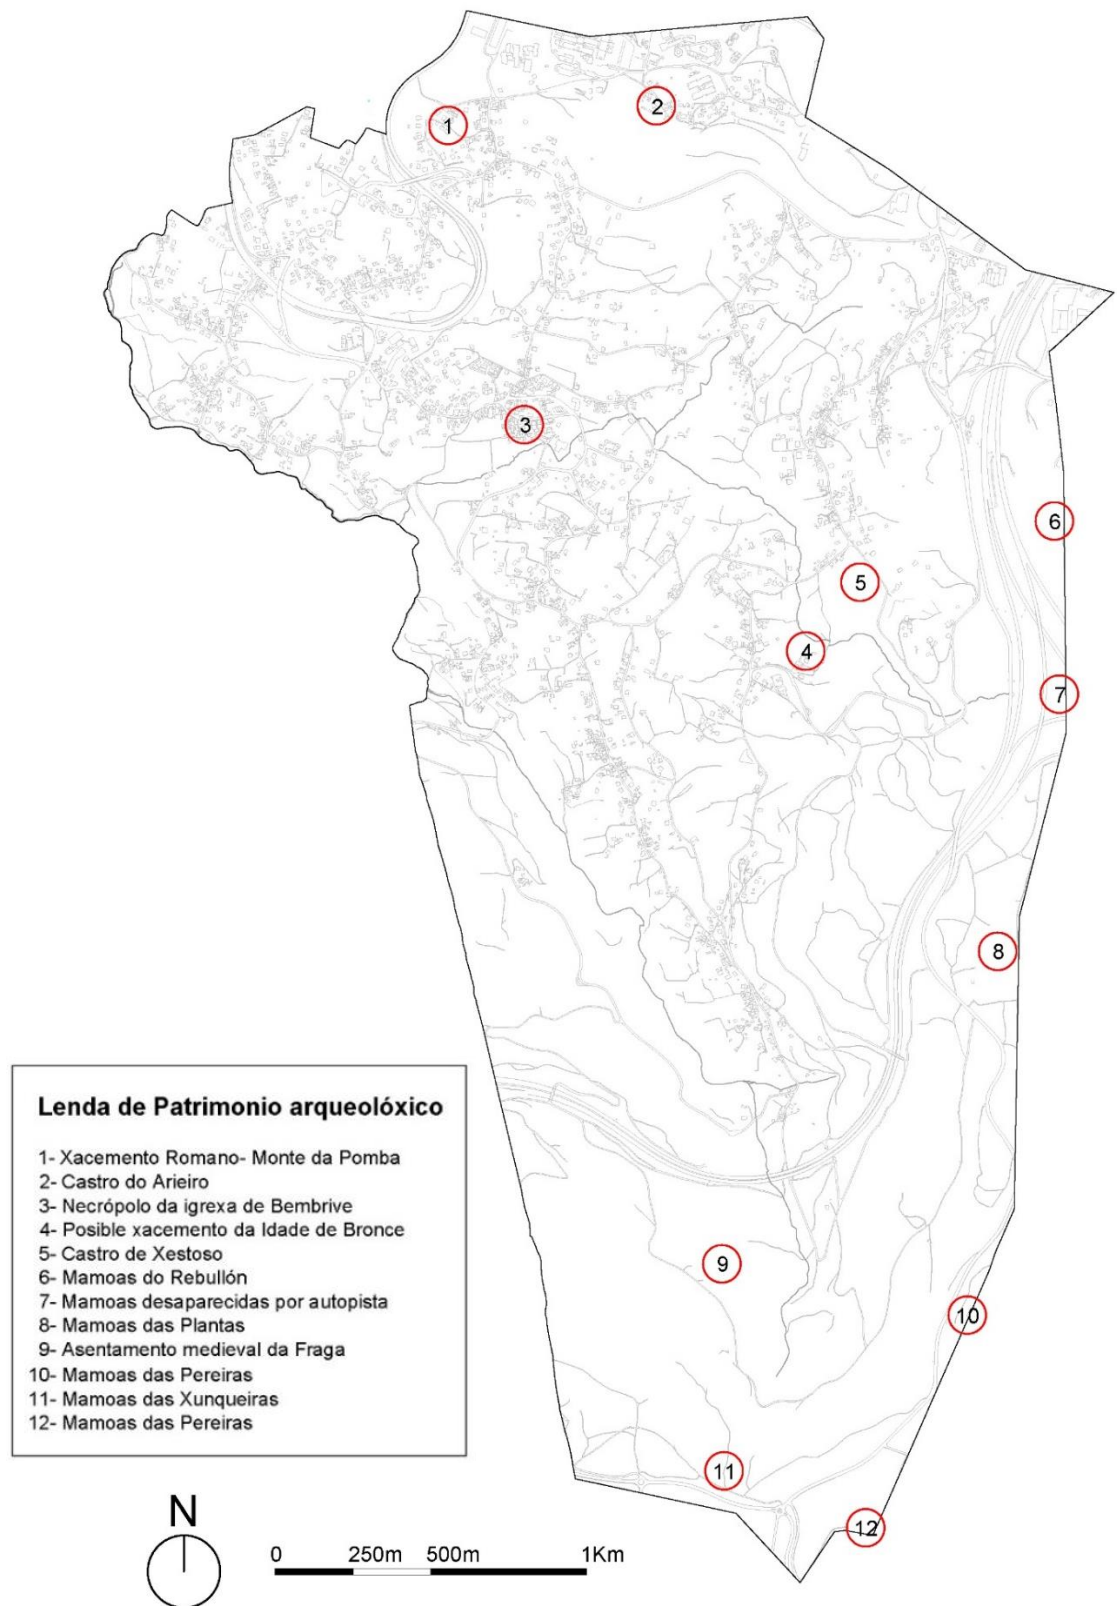 1
2
3
6
5
4
7
8
9
10
11
12
Lenda de Patrimonio arqueolóxico
1- Xacemento Romano- Monte da Pomba
2- Castro do Arieiro
3- Necrópolo da igrexa de Bembrive
4- Posible xacemento da Idade de Bronce
5- Castro de Xestoso
6- Mamoas do Rebullón
7- Mamoas desaparecidas por autopista
8- Mamoas das Plantas
9- Asentamento medieval da Fraga
10- Mamoas das Pereiras
11- Mamoas das Xunqueiras
12- Mamoas das Pereiras
N
0 250m 500m 1Km